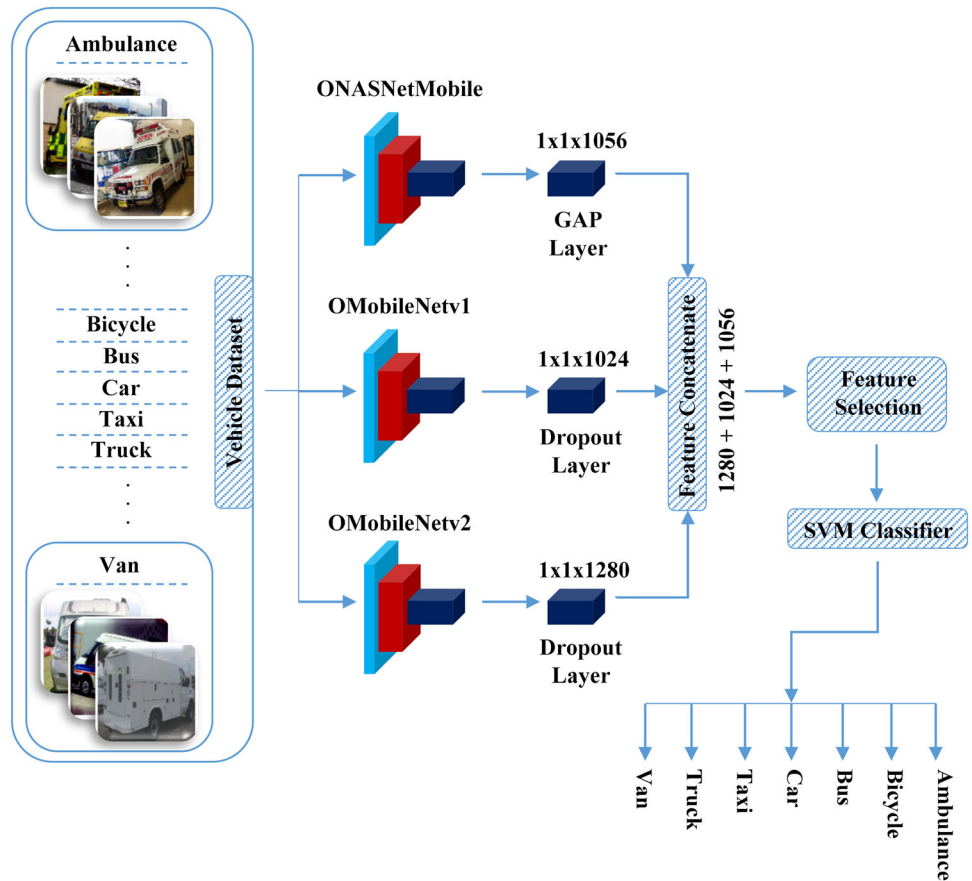 Ambulance
Bicycle
Bus
Car
Taxi
Truck
Van
Vehicle Dataset
ONASNetMobile
1x1x1056
GAP
Layer
OMobileNetv1
1x1x1024
Dropout
Layer
OMobileNetv2
1x1x1280
Dropout
Layer
Feature Concatenate
1280 + 1024 + 1056
Feature
Selection
SVM Classifier
Van
Truck
Taxi
Car
Bus
Bicycle
Ambulance